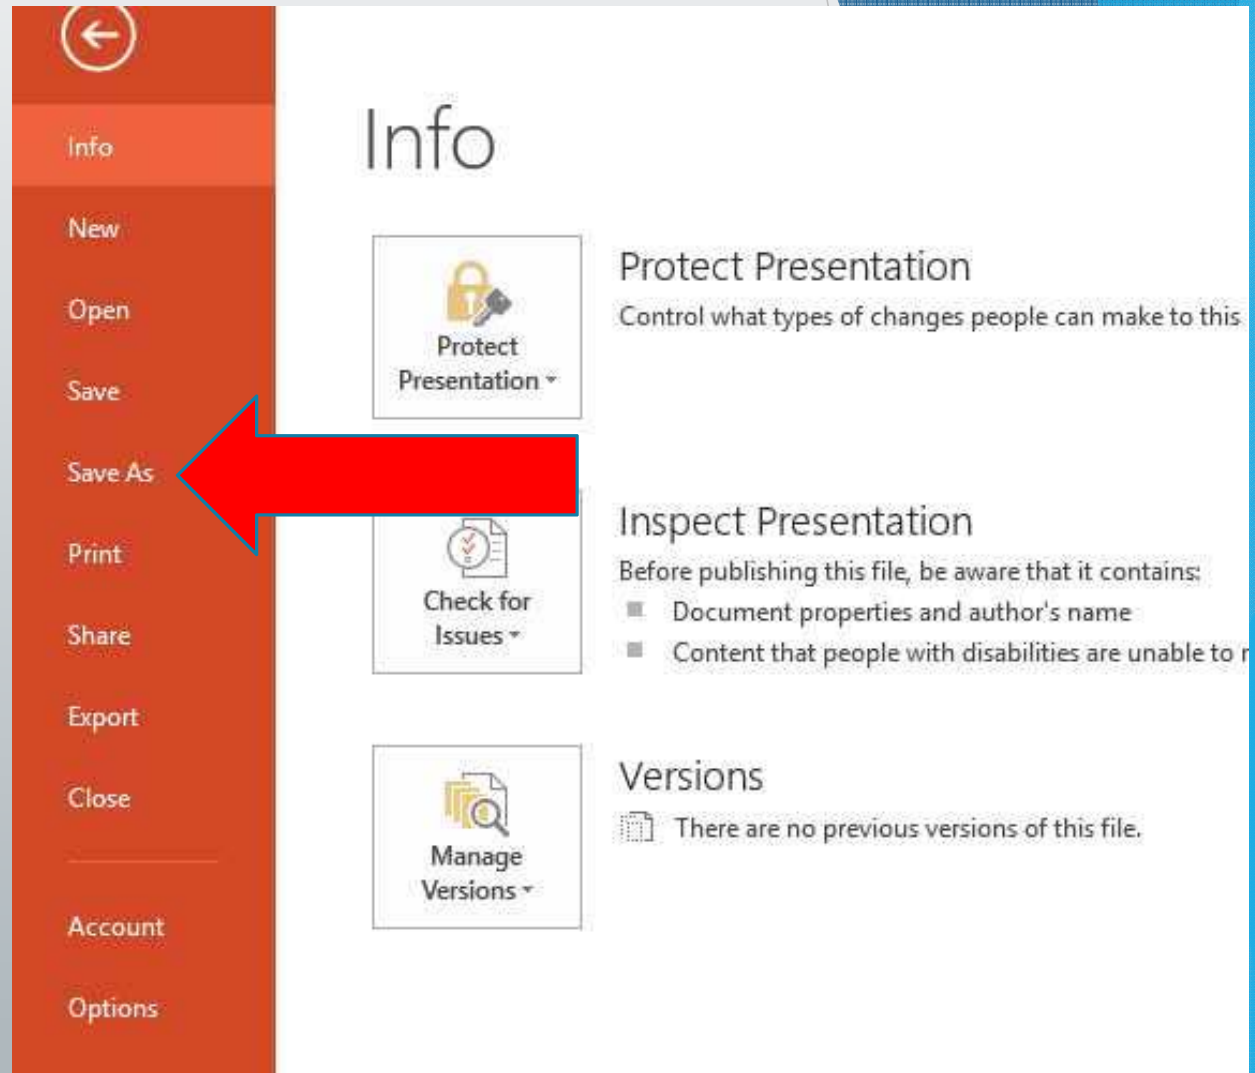 Info
New
Open
Save
Save As
Print
Share
Export
Close
Account
Options
Info
Protect
Presentation
Protect Presentation
Control what types of changes people can make to this
Check for
Issues
Inspect Presentation
Before publishing this file, be aware that it contains:
Document properties and author's name
Content that people with disabilities are unable to
Manage
Versions
Versions
There are no previous versions of this file.